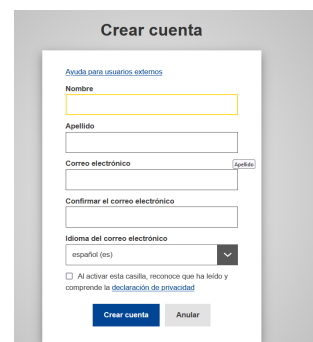 Crear cuenta
Ayuda para usuarios externos
Nombre
Apellido
Correo electrónico
Apellido
Confirmar el correo electrónico
Idioma del correo electrónico
español (es)
Al activar esta casilla, reconoce que ha leído y
comprende la declaración de privacidad
Crear cuenta Anular